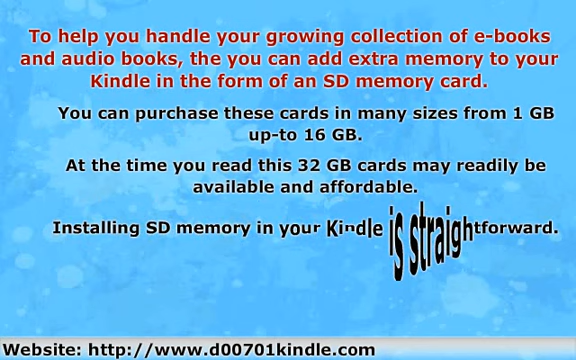 To help you handle your growing collection of e-books
and audio books, the you can add extra memory to your
Kindle in the form of an SD memory card.
You can purchase these cards in many sizes from 1 GB
up-to 16 GB.
At the time you read this 32 GB cards may readily be
available and affordable.
Installing SD memory in your Kindle is straightforward.
Website: http://www.d00701kindle.com